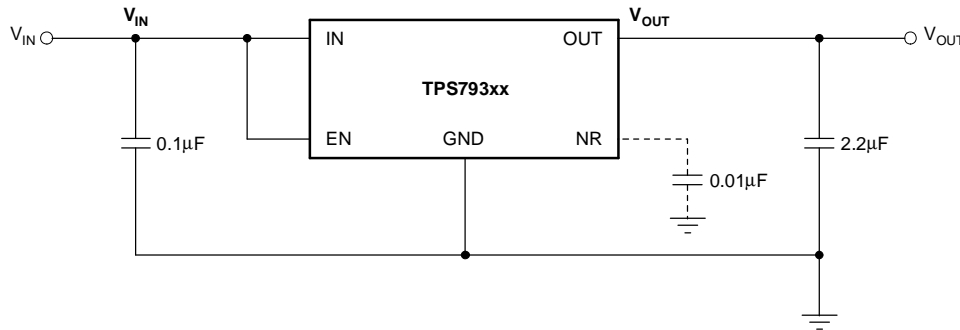 V_IN
V_OUT
V_IN
IN
OUT
V_OUT
TPS793xx
0.1μF
EN
GND
NR
2.2μF
0.01μF